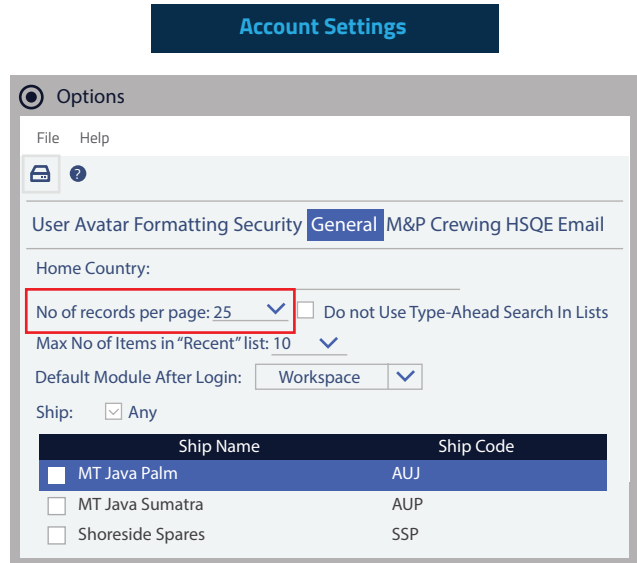 Account Settings
Options
File Help
?
User Avatar Formatting Security General M&P Crewing HSQE Email
Home Country:
No of records per page: 25 Do not Use Type-Ahead Search In Lists
Max No of Items in “Recent” list: 10
Default Module After Login: Workspace
Ship: Any
Ship Name Ship Code
MT Java Palm AUJ
MT Java Sumatra AUP
Shoreside Spares SSP